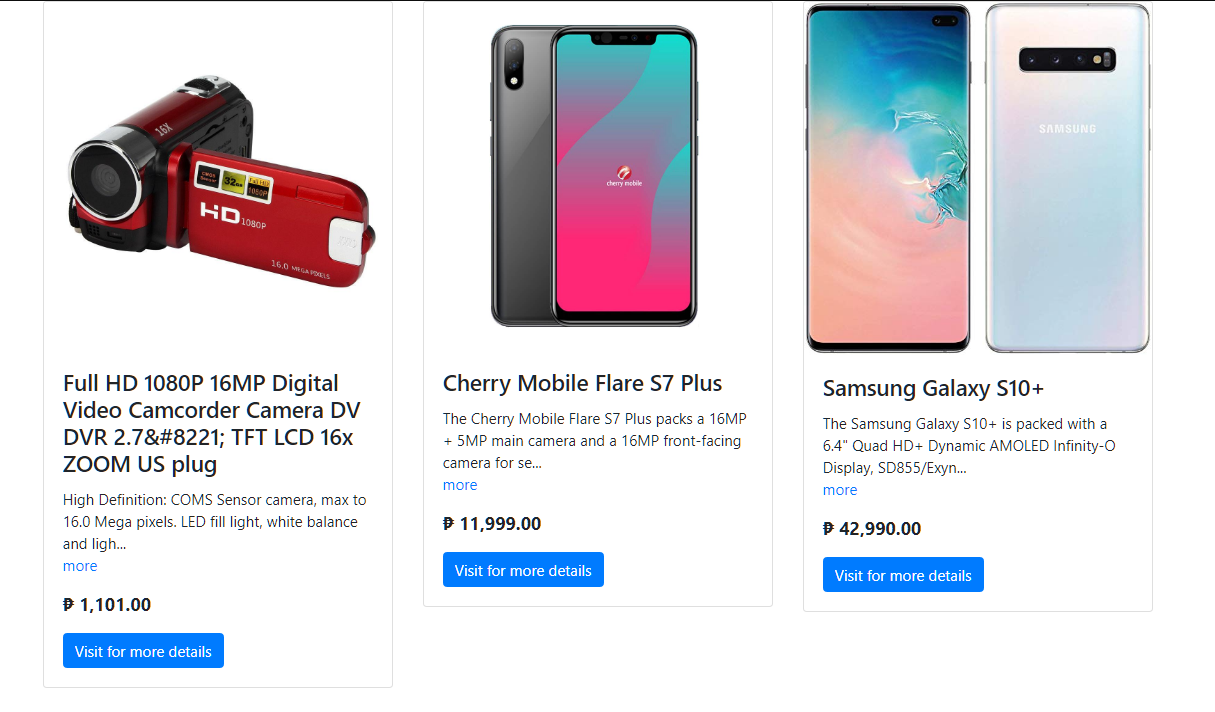 16X
CMOS
Sensor
32GB
Full HD
1080P
HD 1080P
16.0 MEGA PIXELS
Full HD 1080P 16MP Digital
Video Camcorder Camera DV
DVR 2.7&#8221; TFT LCD 16x
ZOOM US plug
High Definition: COMS Sensor camera, max to
16.0 Mega pixels. LED fill light, white balance
and ligh...
more
₱ 1,101.00
Visit for more details
cherry mobile
Cherry Mobile Flare S7 Plus
The Cherry Mobile Flare S7 Plus packs a 16MP
+ 5MP main camera and a 16MP front-facing
camera for se...
more
₱ 11,999.00
Visit for more details
SAMSUNG
Samsung Galaxy S10+
The Samsung Galaxy S10+ is packed with a
6.4" Quad HD+ Dynamic AMOLED Infinity-O
Display, SD855/Exyn...
more
₱ 42,990.00
Visit for more details